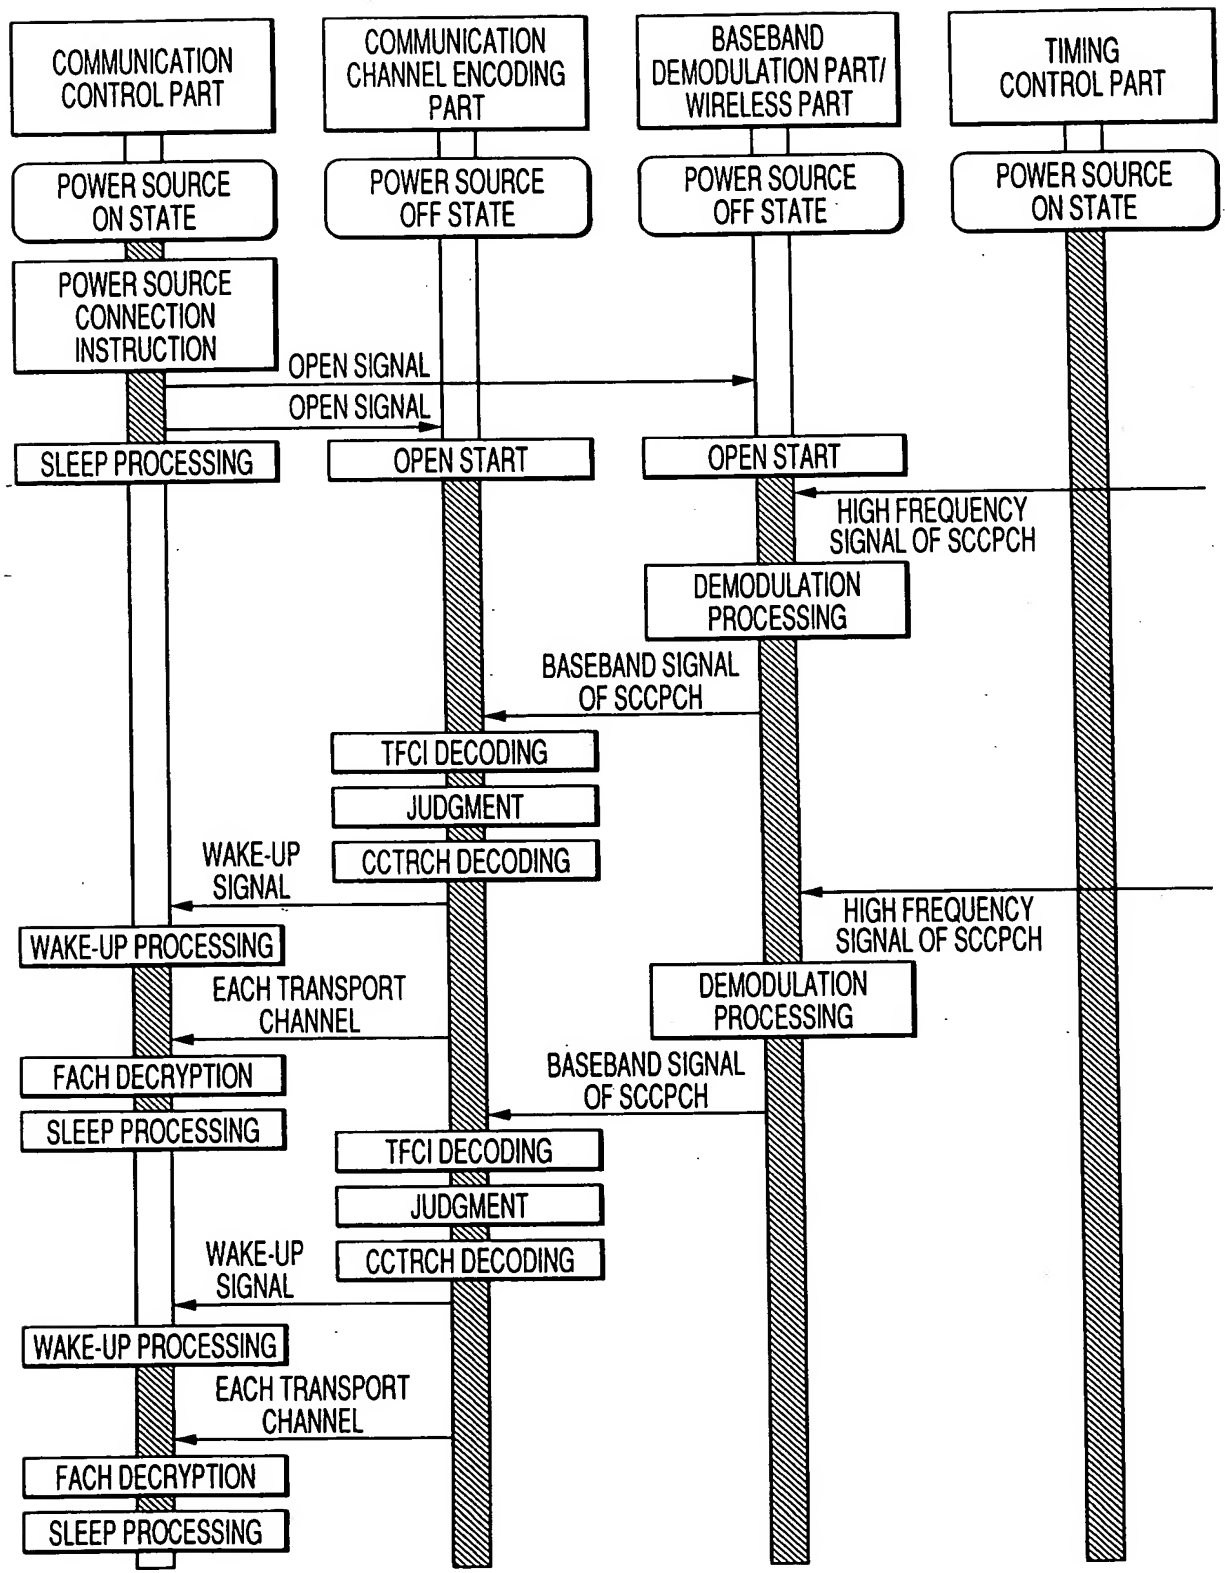 COMMUNICATION
CONTROL PART
COMMUNICATION
CHANNEL ENCODING
PART
BASEBAND
DEMODULATION PART/
WIRELESS PART
TIMING
CONTROL PART
POWER SOURCE
ON STATE
POWER SOURCE
OFF STATE
POWER SOURCE
OFF STATE
POWER SOURCE
ON STATE
POWER SOURCE
CONNECTION
INSTRUCTION
OPEN SIGNAL
OPEN SIGNAL
SLEEP PROCESSING
OPEN START
OPEN START
HIGH FREQUENCY
SIGNAL OF SCCPCH
DEMODULATION
PROCESSING
BASEBAND SIGNAL
OF SCCPCH
TFCI DECODING
JUDGMENT
CCTRCH DECODING
WAKE-UP
SIGNAL
HIGH FREQUENCY
SIGNAL OF SCCPCH
WAKE-UP PROCESSING
DEMODULATION
PROCESSING
EACH TRANSPORT
CHANNEL
FACH DECRYPTION
BASEBAND SIGNAL
OF SCCPCH
SLEEP PROCESSING
TFCI DECODING
JUDGMENT
CCTRCH DECODING
WAKE-UP
SIGNAL
WAKE-UP PROCESSING
EACH TRANSPORT
CHANNEL
FACH DECRYPTION
SLEEP PROCESSING